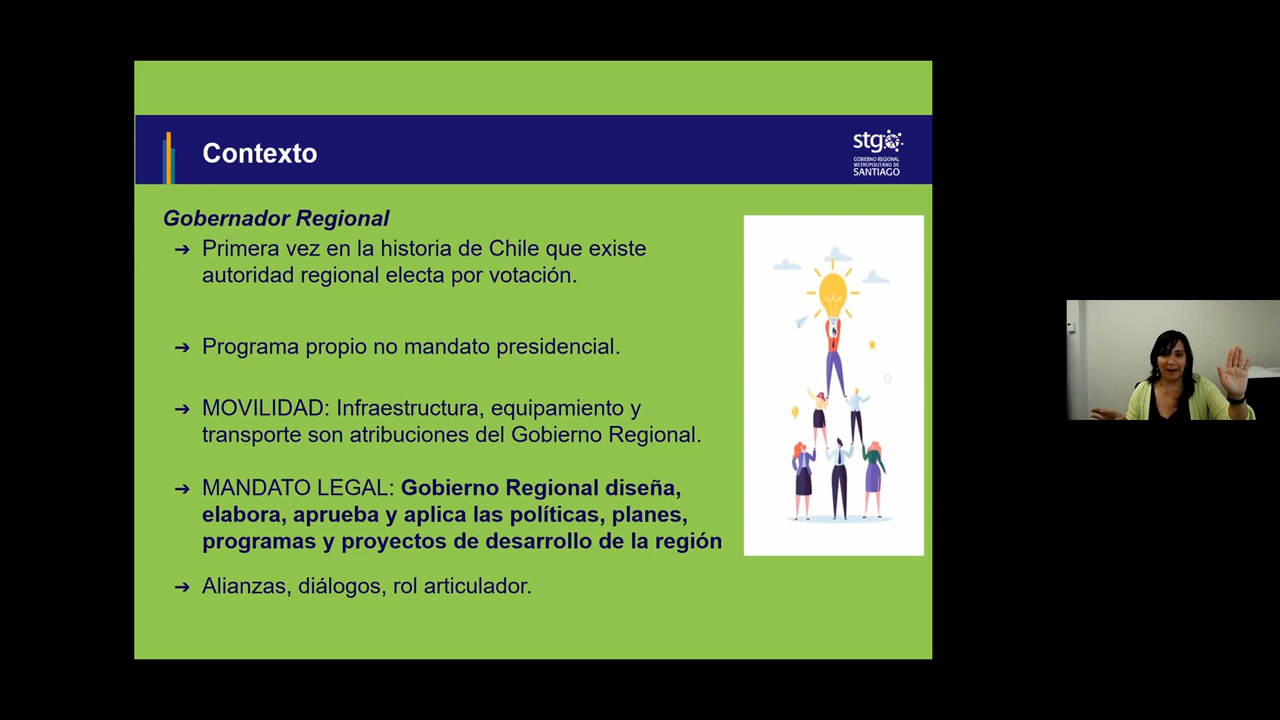 Contexto
stg
GOBIERNO REGIONAL
METROPOLITANO DE
SANTIAGO
Gobernador Regional
➔ Primera vez en la historia de Chile que existe
autoridad regional electa por votación.
➔ Programa propio no mandato presidencial.
➔ MOVILIDAD: Infraestructura, equipamiento y
transporte son atribuciones del Gobierno Regional.
➔ MANDATO LEGAL: Gobierno Regional diseña,
elabora, aprueba y aplica las políticas, planes,
programas y proyectos de desarrollo de la región
➔ Alianzas, diálogos, rol articulador.